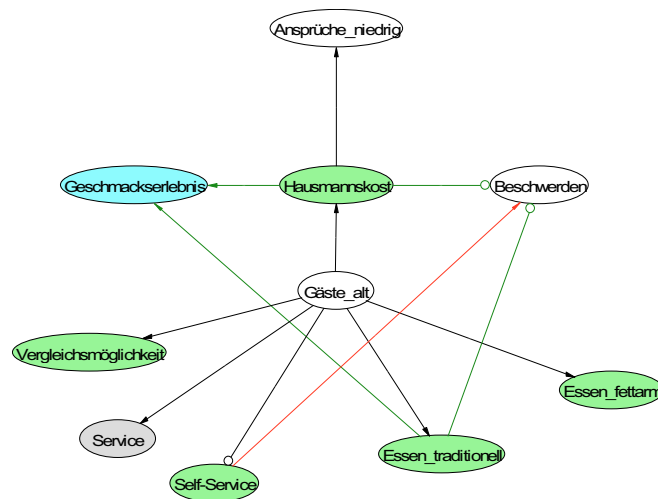 Ansprüche_niedrig
Geschmackserlebnis
Hausmannskost
Beschwerden
Gäste_alt
Vergleichsmöglichkeit
Essen_fettarm
Service
Essen_traditionell
Self-Service